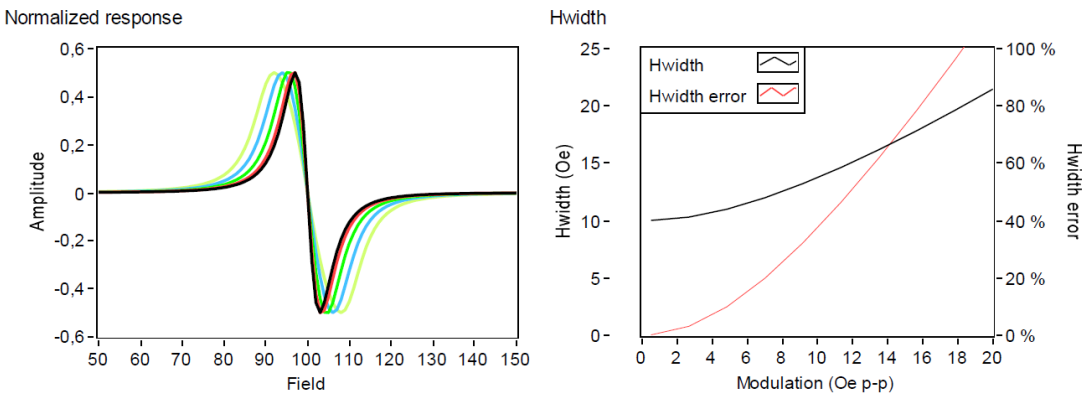 Normalized response
0,6
0,4
0,2
0
-0,2
-0,4
-0,6
Amplitude
50 60 70 80 90 100 110 120 130 140 150
Field
Hwidth
25
20
15
10
5
0
Hwidth (Oe)
Hwidth
Hwidth error
100 %
80 %
60 %
40 %
20 %
0 %
Hwidth error
0 2 4 6 8 10 12 14 16 18 20
Modulation (Oe p-p)